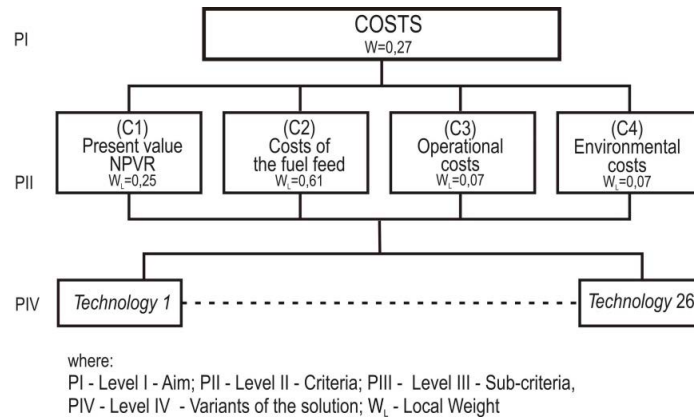 PI
COSTS
W=0,27
PII
(C1)
Present value
NPVR
WL=0,25
(C2)
Costs of
the fuel feed
WL=0,61
(C3)
Operational
costs
WL=0,07
(C4)
Environmental
costs
WL=0,07
PIV
Technology 1
Technology 26
where:
PI - Level I - Aim; PII - Level II - Criteria; PIII - Level III - Sub-criteria,
PIV - Level IV - Variants of the solution; WL - Local Weight